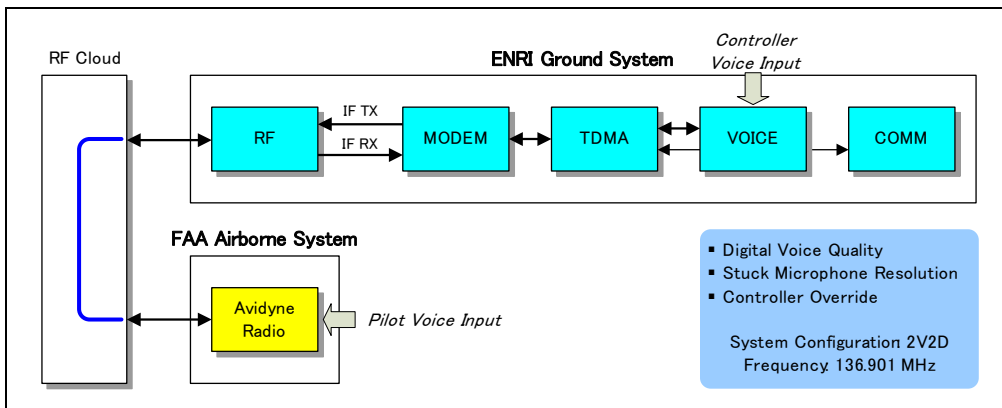 RF Cloud
ENRI Ground System
Controller
Voice Input
RF
IF TX
IF RX
MODEM
TDMA
VOICE
COMM
FAA Airborne System
Avidyne
Radio
Pilot Voice Input
▪ Digital Voice Quality
▪ Stuck Microphone Resolution
▪ Controller Override
System Configuration: 2V2D
Frequency: 136.901 MHz